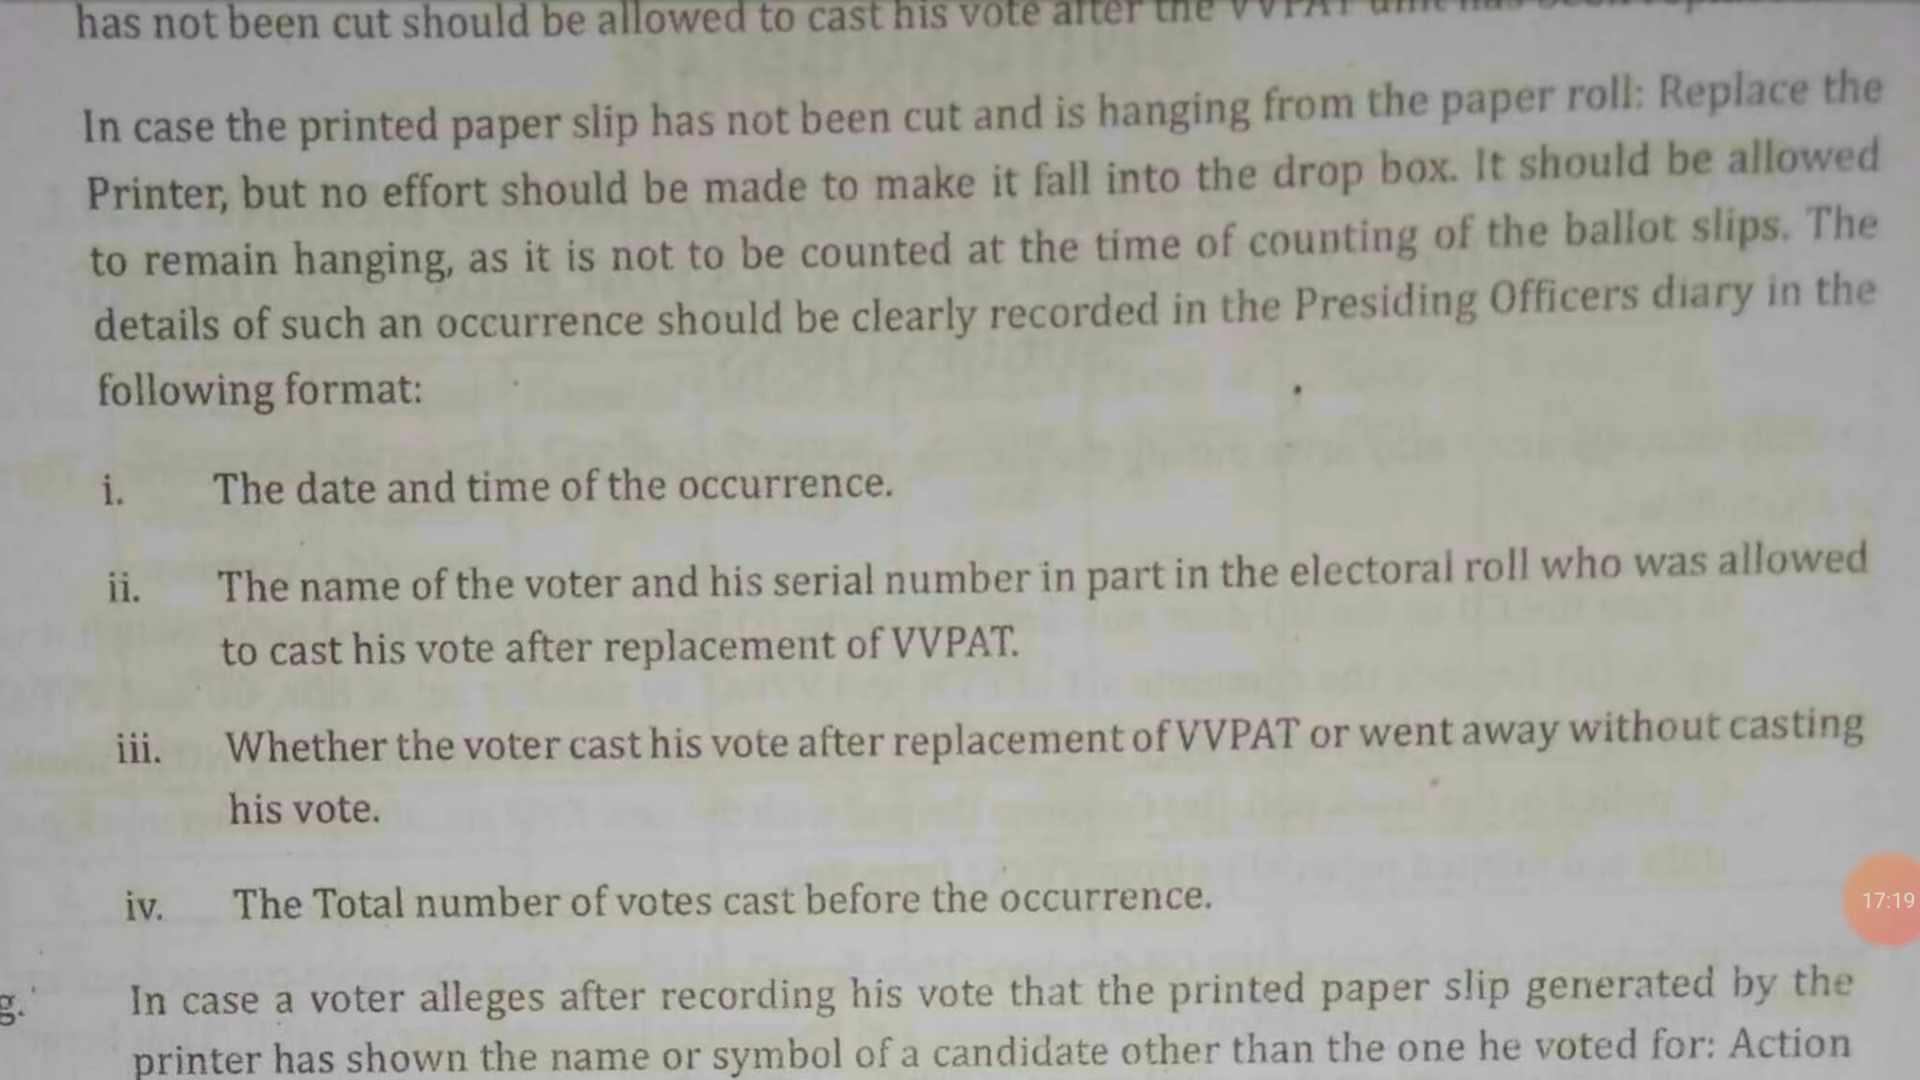 has not been cut should be allowed to cast his vote after the VVPAT unit has been
In case the printed paper slip has not been cut and is hanging from the paper roll: Replace the
Printer, but no effort should be made to make it fall into the drop box. It should be allowed
to remain hanging, as it is not to be counted at the time of counting of the ballot slips. The
details of such an occurrence should be clearly recorded in the Presiding Officers diary in the
following format:
i. The date and time of the occurrence.
ii. The name of the voter and his serial number in part in the electoral roll who was allowed
to cast his vote after replacement of VVPAT.
iii. Whether the voter cast his vote after replacement of VVPAT or went away without casting
his vote.
iv. The Total number of votes cast before the occurrence.
17:19
g. In case a voter alleges after recording his vote that the printed paper slip generated by the
printer has shown the name or symbol of a candidate other than the one he voted for: Action